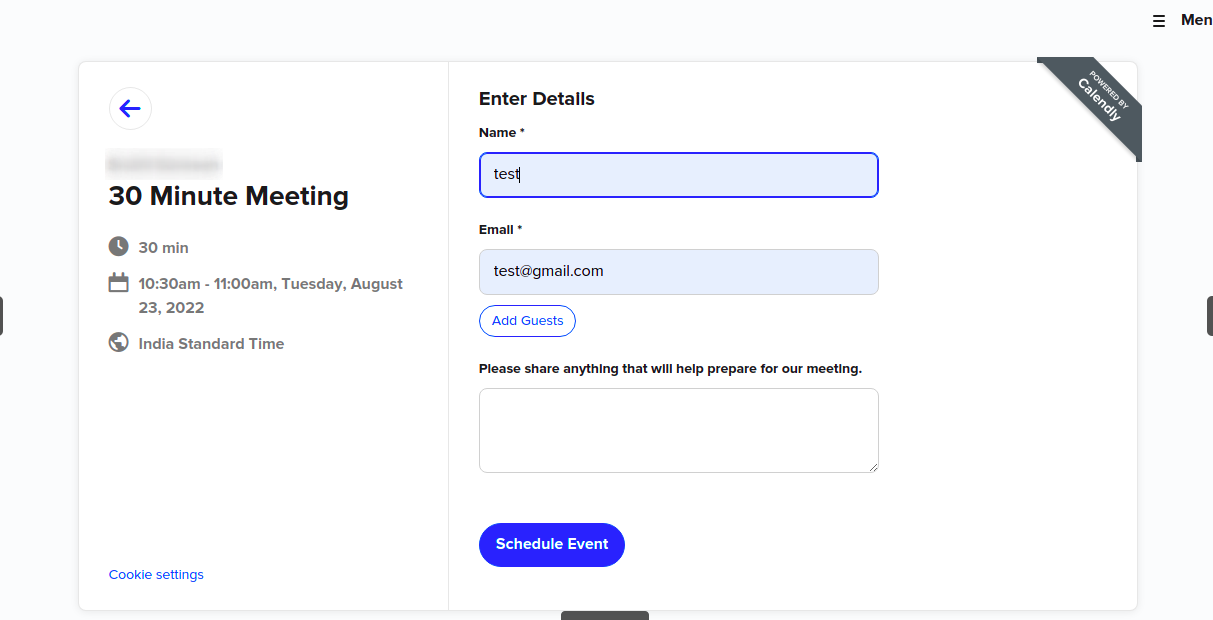 Men
POWERED BY
Calendly
30 Minute Meeting
30 min
10:30am - 11:00am, Tuesday, August
23, 2022
India Standard Time
Cookie settings
Enter Details
Name *
test
Email *
test@gmail.com
Add Guests
Please share anything that will help prepare for our meeting.
Schedule Event